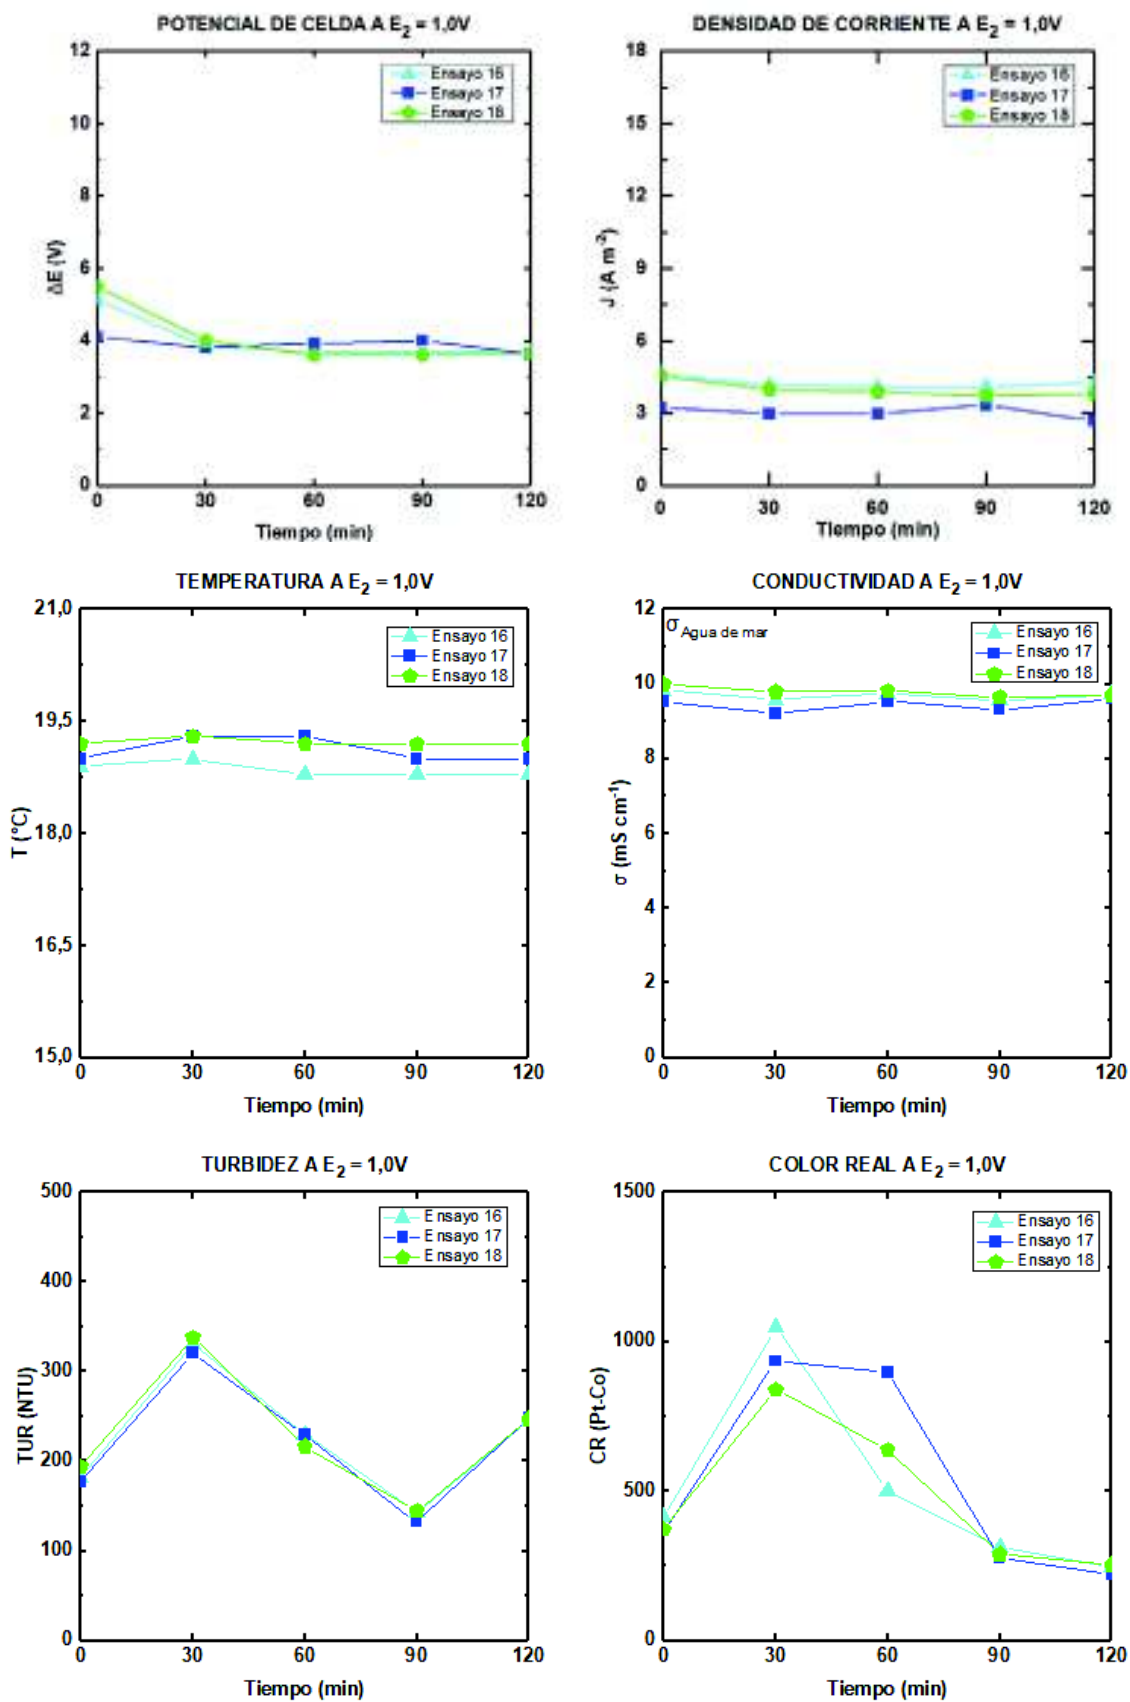 POTENCIAL DE CELDA A E2 = 1,0V
12
10
8
6
4
2
0
ΔE (V)
Ensayo 16
Ensayo 17
Ensayo 18
0 30 60 90 120
Tiempo (min)
DENSIDAD DE CORRIENTE A E2 = 1,0V
18
15
12
9
6
3
0
J (A m-2)
Ensayo 16
Ensayo 17
Ensayo 18
0 30 60 90 120
Tiempo (min)
TEMPERATURA A E2 = 1,0V
21,0
19,5
18,0
16,5
15,0
T (°C)
Ensayo 16
Ensayo 17
Ensayo 18
0 30 60 90 120
Tiempo (min)
CONDUCTIVIDAD A E2 = 1,0V
12
10
8
6
4
2
0
σ (mS cm-1)
σ Agua de mar
Ensayo 16
Ensayo 17
Ensayo 18
0 30 60 90 120
Tiempo (min)
TURBIDEZ A E2 = 1,0V
500
400
300
200
100
0
TUR (NTU)
Ensayo 16
Ensayo 17
Ensayo 18
0 30 60 90 120
Tiempo (min)
COLOR REAL A E2 = 1,0V
1500
1000
500
0
CR (Pt-Co)
Ensayo 16
Ensayo 17
Ensayo 18
0 30 60 90 120
Tiempo (min)